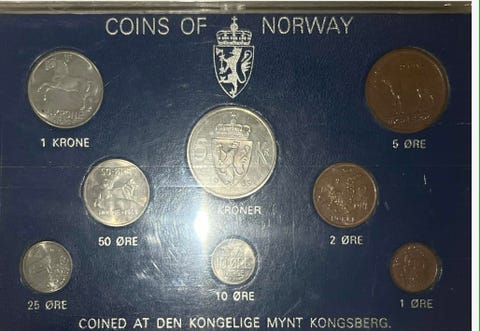 COINS OF NORWAY
1 KRONE
5 ØRE
5 K
KRONER
50 ØRE
2 ØRE
25 ØRE
10 ØRE
1 ØRE
COINED AT DEN KONGELIGE MYNT KONGSBERG.